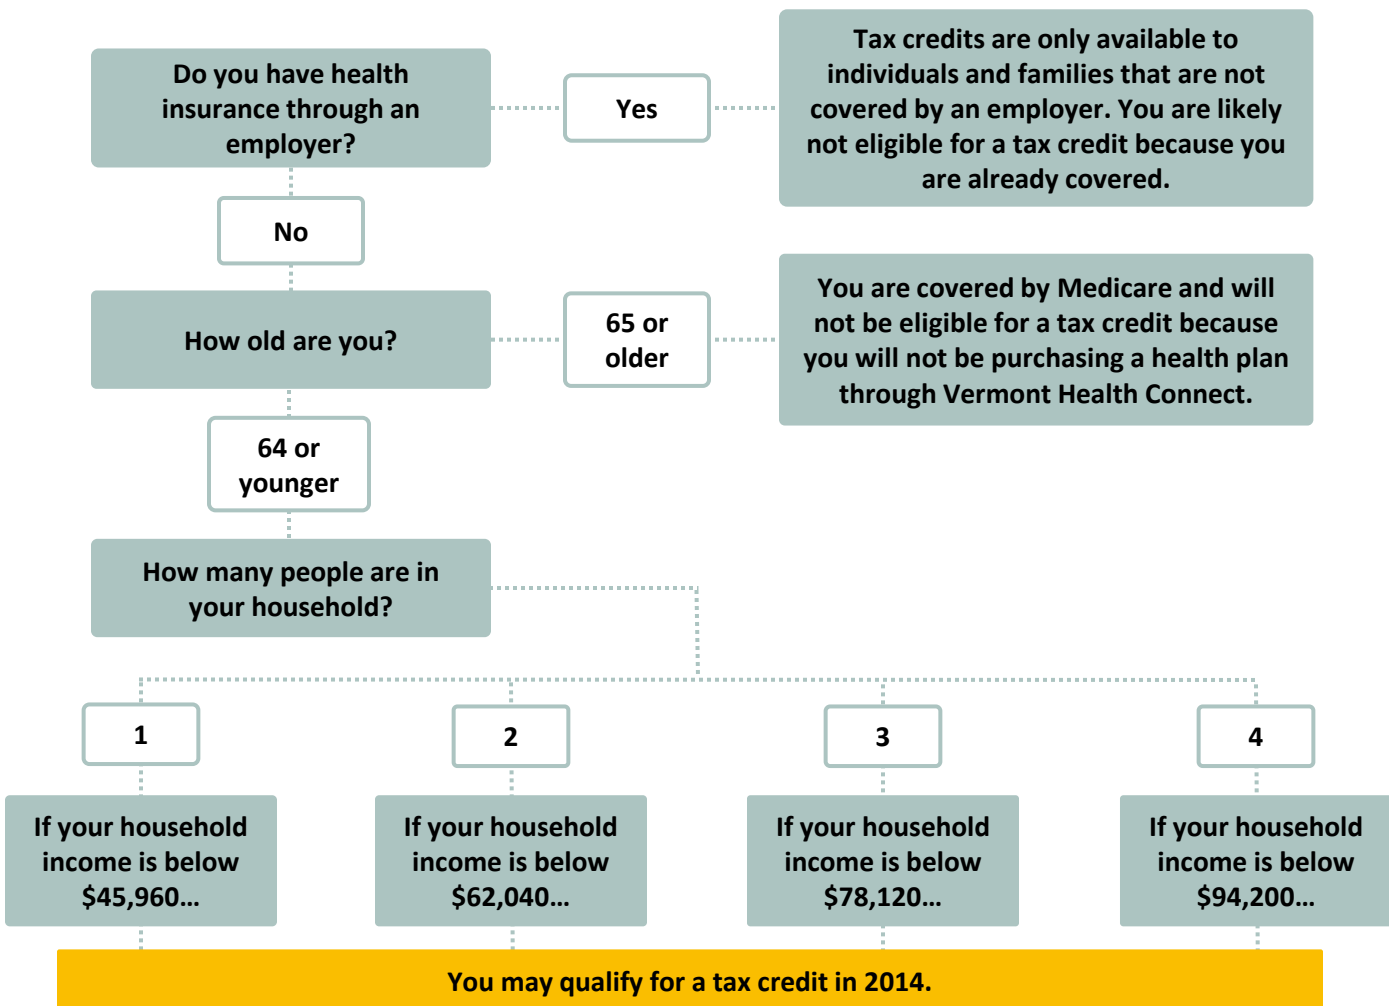 Do you have health
insurance through an
employer?
Yes
Tax credits are only available to
individuals and families that are not
covered by an employer. You are likely
not eligible for a tax credit because you
are already covered.
No
How old are you?
65 or
older
You are covered by Medicare and will
not be eligible for a tax credit because
you will not be purchasing a health plan
through Vermont Health Connect.
64 or
younger
How many people are in
your household?
1
2
3
4
If your household
income is below
$45,960…
If your household
income is below
$62,040…
If your household
income is below
$78,120…
If your household
income is below
$94,200…
You may qualify for a tax credit in 2014.